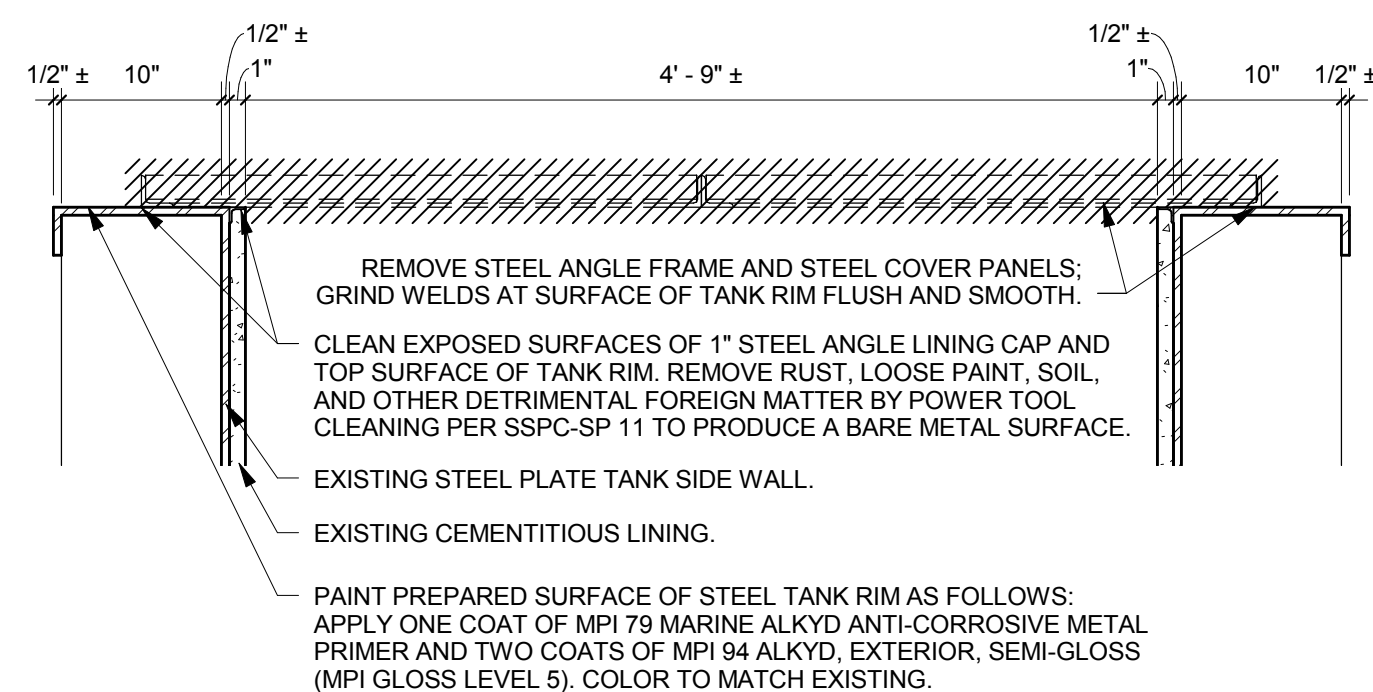 1/2" ± 1/2" ±
1/2" ± 10" 1" 4' - 9" ± 1" 10" 1/2" ±
REMOVE STEEL ANGLE FRAME AND STEEL COVER PANELS;
GRIND WELDS AT SURFACE OF TANK RIM FLUSH AND SMOOTH.
CLEAN EXPOSED SURFACES OF 1" STEEL ANGLE LINING CAP AND
TOP SURFACE OF TANK RIM. REMOVE RUST, LOOSE PAINT, SOIL,
AND OTHER DETRIMENTAL FOREIGN MATTER BY POWER TOOL
CLEANING PER SSPC-SP 11 TO PRODUCE A BARE METAL SURFACE.
EXISTING STEEL PLATE TANK SIDE WALL.
EXISTING CEMENTITIOUS LINING.
PAINT PREPARED SURFACE OF STEEL TANK RIM AS FOLLOWS:
APPLY ONE COAT OF MPI 79 MARINE ALKYD ANTI-CORROSIVE METAL
PRIMER AND TWO COATS OF MPI 94 ALKYD, EXTERIOR, SEMI-GLOSS
(MPI GLOSS LEVEL 5). COLOR TO MATCH EXISTING.